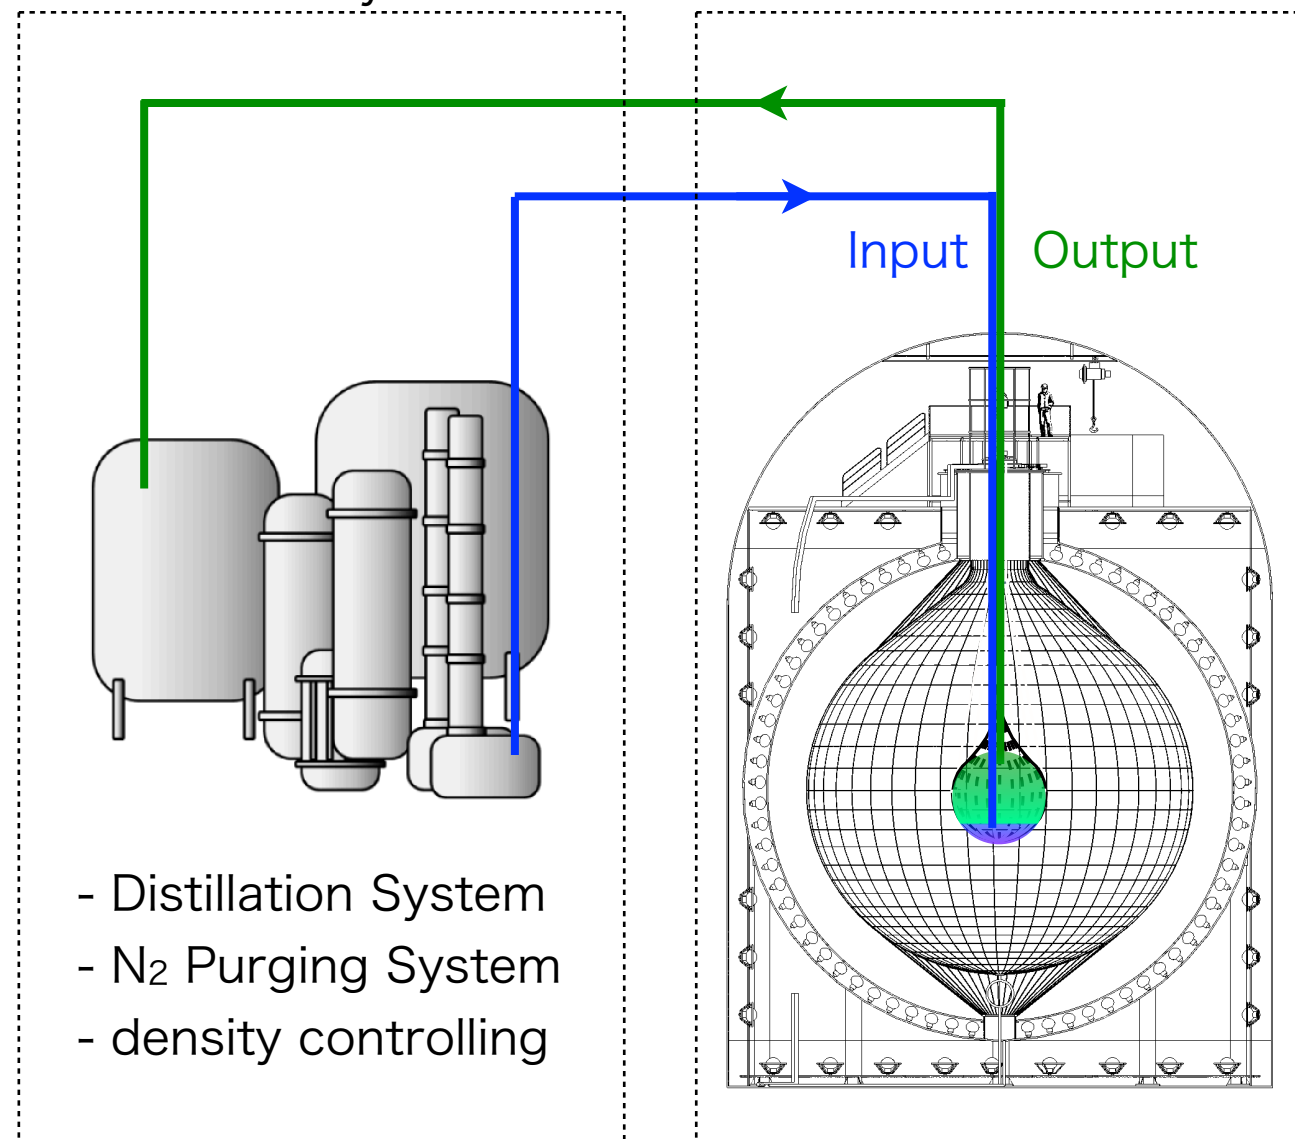 Input
Output
- Distillation System
- N₂ Purging System
- density controlling